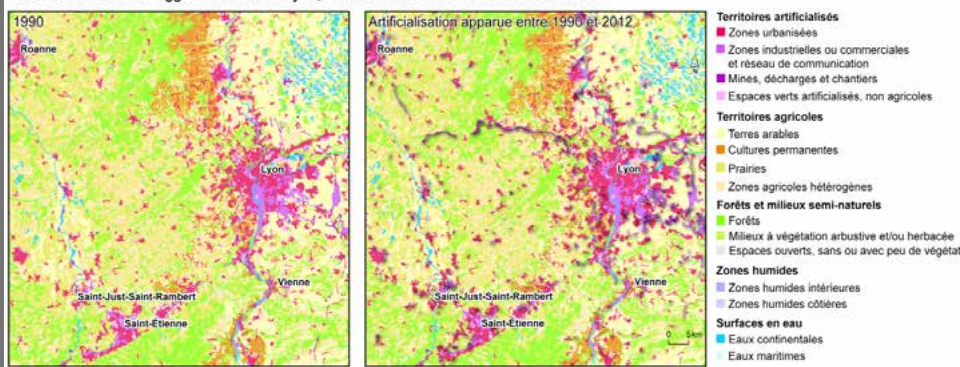 1990
Roanne
Lyon
Vienne
Saint-Just-Saint-Rambert
Saint-Étienne
Artificialisation apparue entre 1990 et 2012
Roanne
Lyon
Vienne
Saint-Just-Saint-Rambert
Saint-Étienne
0 5km
Territoires artificialisés
Zones urbanisées
Zones industrielles ou commerciales
et réseau de communication
Mines, décharges et chantiers
Espaces verts artificialisés, non agricoles
Territoires agricoles
Terres arables
Cultures permanentes
Prairies
Zones agricoles hétérogènes
Forêts et milieux semi-naturels
Forêts
Milieux à végétation arbustive et/ou herbacée
Espaces ouverts, sans ou avec peu de végétat
Zones humides
Zones humides intérieures
Zones humides côtières
Surfaces en eau
Eaux continentales
Eaux maritimes